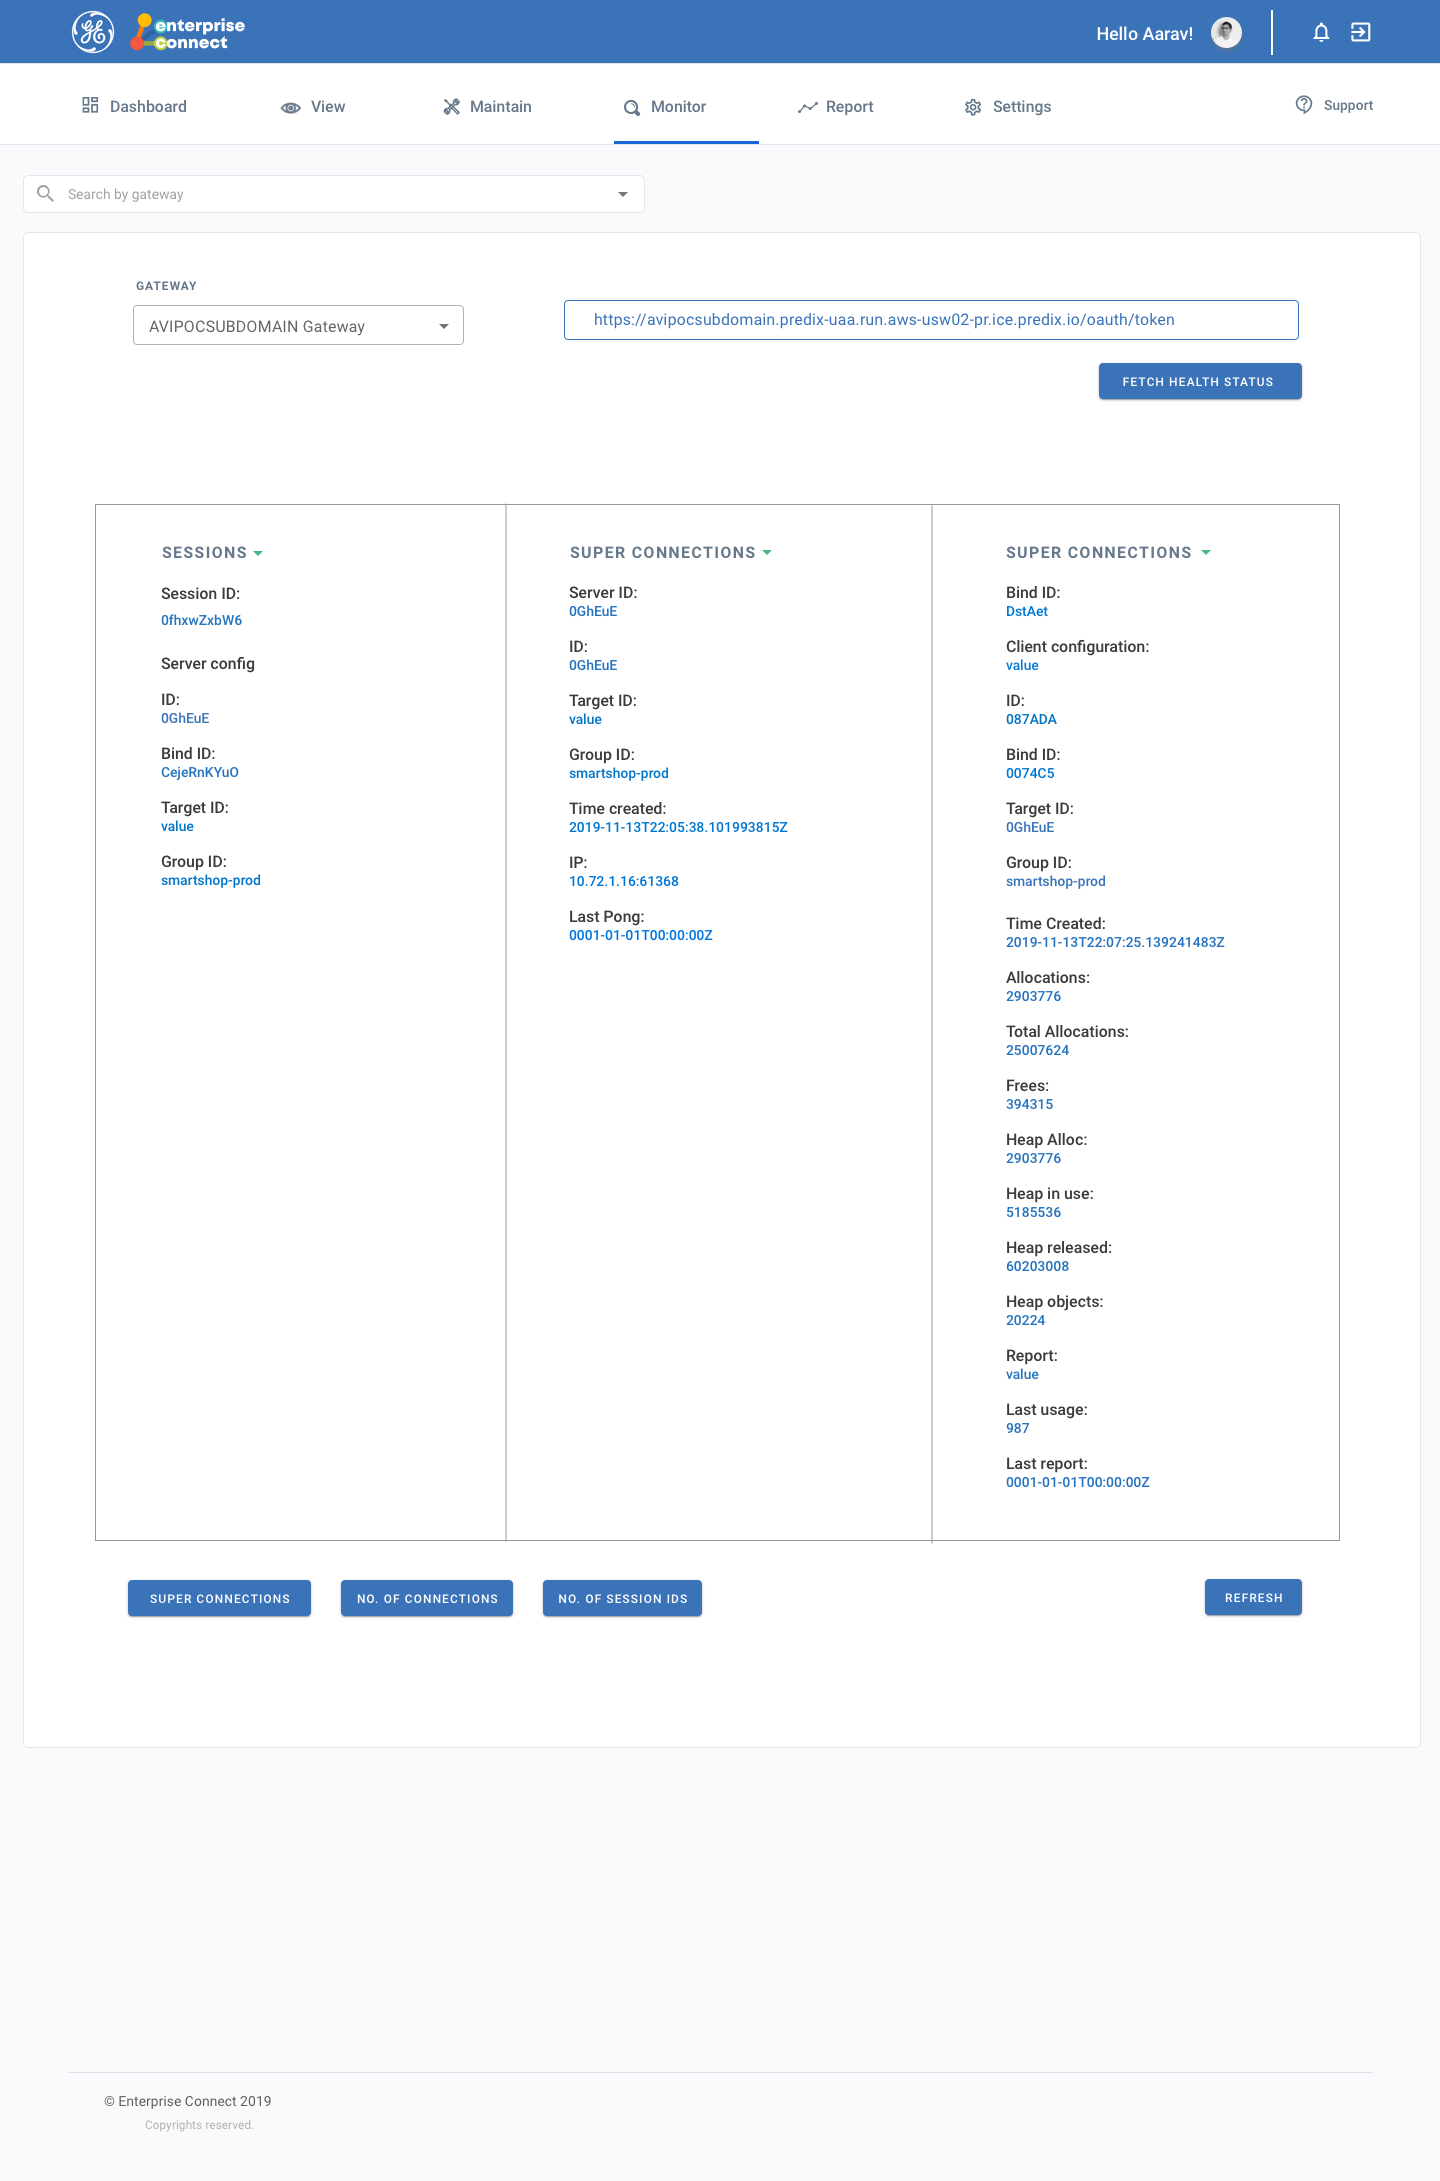 GE
enterprise
connect
Hello Aarav!
Dashboard
View
Maintain
Monitor
Report
Settings
Support
Search by gateway
GATEWAY
AVIPOCSUBDOMAIN Gateway
https://avipocsubdomain.predix-uaa.run.aws-usw02-pr.ice.predix.io/oauth/token
FETCH HEALTH STATUS
SESSIONS
Session ID:
0fhxwZxbW6
Server config
ID:
0GhEuE
Bind ID:
CejeRnKYuO
Target ID:
value
Group ID:
smartshop-prod
SUPER CONNECTIONS
Server ID:
0GhEuE
ID:
0GhEuE
Target ID:
value
Group ID:
smartshop-prod
Time created:
2019-11-13T22:05:38.101993815Z
IP:
10.72.1.16:61368
Last Pong:
0001-01-01T00:00:00Z
SUPER CONNECTIONS
Bind ID:
DstAet
Client configuration:
value
ID:
087ADA
Bind ID:
0074C5
Target ID:
0GhEuE
Group ID:
smartshop-prod
Time Created:
2019-11-13T22:07:25.139241483Z
Allocations:
2903776
Total Allocations:
25007624
Frees:
394315
Heap Alloc:
2903776
Heap in use:
5185536
Heap released:
60203008
Heap objects:
20224
Report:
value
Last usage:
987
Last report:
0001-01-01T00:00:00Z
SUPER CONNECTIONS
NO. OF CONNECTIONS
NO. OF SESSION IDS
REFRESH
© Enterprise Connect 2019
Copyrights reserved.